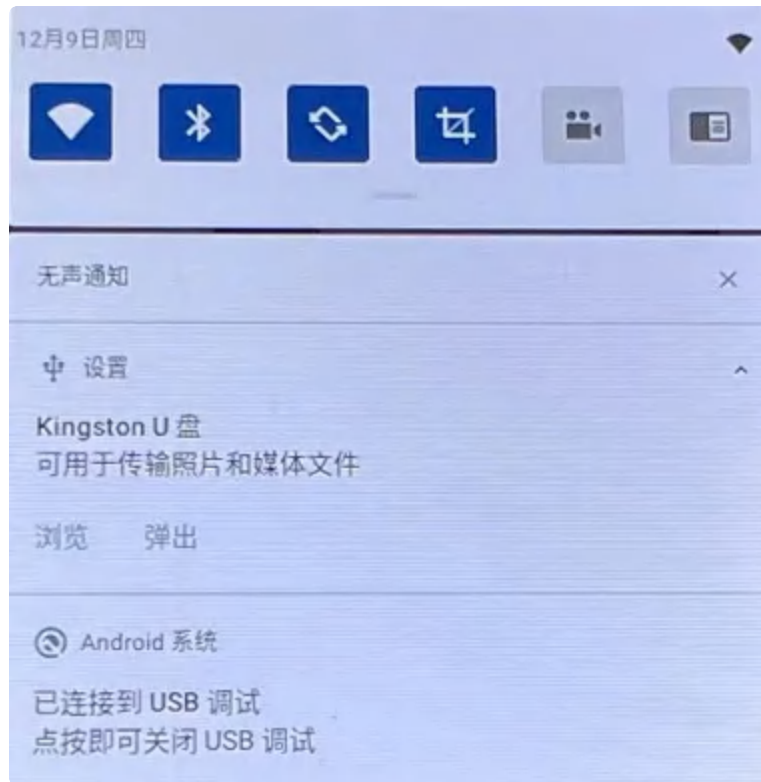 12月9日周四
无声通知
设置
Kingston U 盘
可用于传输照片和媒体文件
浏览 弹出
Android 系统
已连接到 USB 调试
点按即可关闭 USB 调试